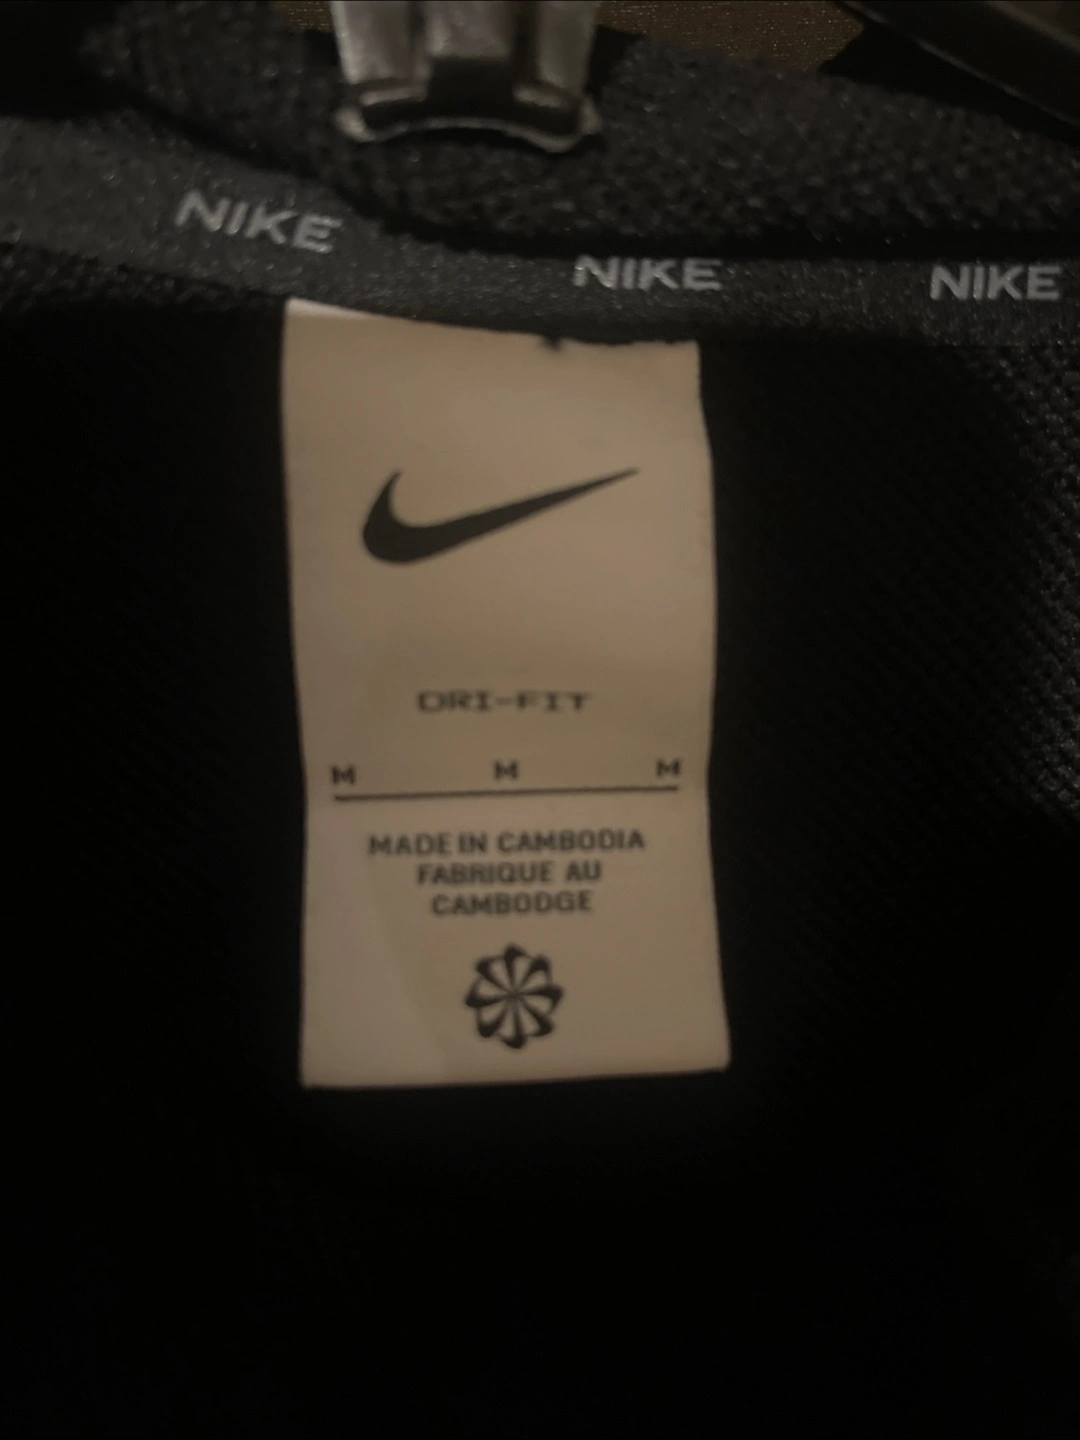 NIKE NIKE NIKE
DRI-FIT
M M M
MADE IN CAMBODIA
FABRIQUE AU
CAMBODGE